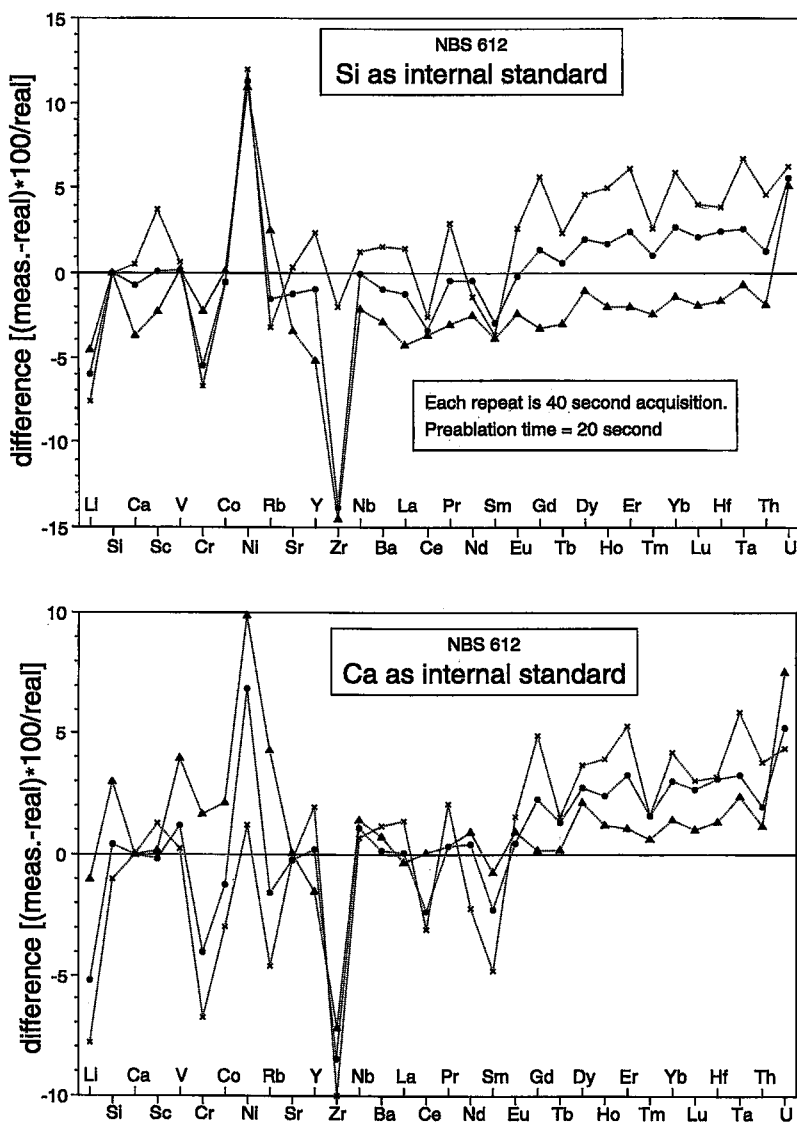 NBS 612
Si as internal standard
difference [(meas.-real)*100/real]
15
10
5
0
-5
-10
-15
Each repeat is 40 second acquisition.
Preablation time = 20 second
Li Ca V Co Rb Y Nb La Pr Sm Gd Dy Er Yb Hf Th
Si Sc Cr Ni Sr Zr Ba Ce Nd Eu Tb Ho Tm Lu Ta U
NBS 612
Ca as internal standard
difference [(meas.-real)*100/real]
10
5
0
-5
-10
Li Ca V Co Rb Y Nb La Pr Sm Gd Dy Er Yb Hf Th
Si Sc Cr Ni Sr Zr Ba Ce Nd Eu Tb Ho Tm Lu Ta U